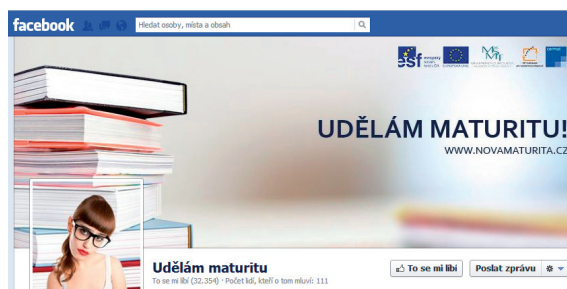 facebook
Hledat osoby, místa a obsah
esf
UDĚLÁM MATURITU!
WWW.NOVAMATURITA.CZ
Udělám maturitu
To se mi líbí (32.354) · Počet lidí, kteří o tom mluví: 111
To se mi líbí
Poslat zprávu